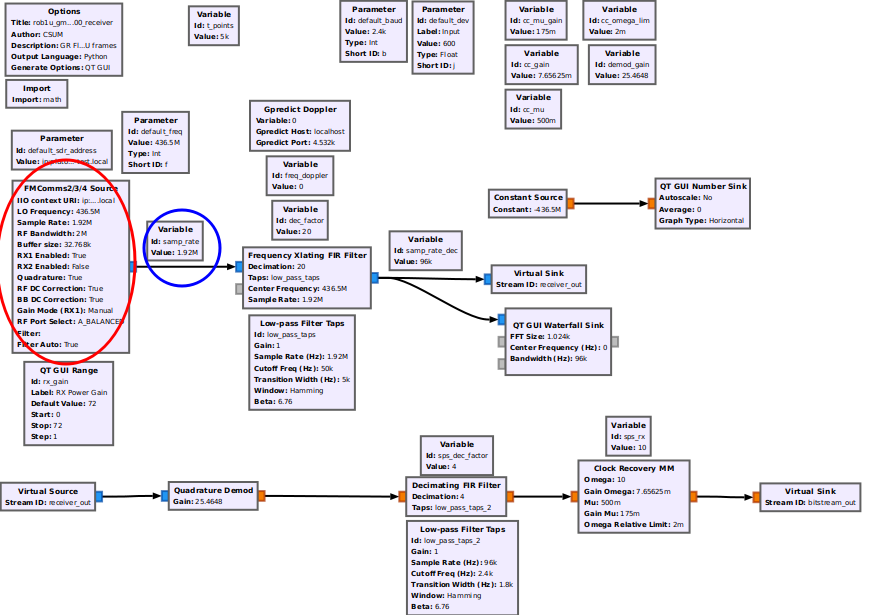 Options
Title: rob1u_gm...00_receiver
Author: CSUM
Description: GR Fl...U frames
Output Language: Python
Generate Options: QT GUI
Import
Import: math
Variable
Id: t_points
Value: 5k
Parameter
Id: default_baud
Value: 2.4k
Type: Int
Short ID: b
Parameter
Id: default_dev
Label: Input
Value: 600
Type: Float
Short ID: j
Variable
Id: cc_mu_gain
Value: 175m
Variable
Id: cc_omega_lim
Value: 2m
Variable
Id: cc_gain
Value: 7.65625m
Variable
Id: demod_gain
Value: 25.4648
Variable
Id: cc_mu
Value: 500m
Parameter
Id: default_sdr_address
Parameter
Id: default_freq
Value: 436.5M
Type: Int
Short ID: f
Gpredict Doppler
Variable: 0
Gpredict Host: localhost
Gpredict Port: 4.532k
Variable
Id: freq_doppler
Value: 0
Variable
Id: dec_factor
Value: 20
FMComms2/3/4 Source
IIO context URI: ip:....local
LO Frequency: 436.5M
Sample Rate: 1.92M
RF Bandwidth: 2M
Buffer size: 32.768k
RX1 Enabled: True
RX2 Enabled: False
Quadrature: True
RF DC Correction: True
BB DC Correction: True
Gain Mode (RX1): Manual
RF Port Select: A_BALANCED
Filter:
Filter Auto: True
Variable
Id: samp_rate
Value: 1.92M
Frequency Xlating FIR Filter
Decimation: 20
Taps: low_pass_taps
Center Frequency: 436.5M
Sample Rate: 1.92M
Low-pass Filter Taps
Id: low_pass_taps
Gain: 1
Sample Rate (Hz): 1.92M
Cutoff Freq (Hz): 50k
Transition Width (Hz): 5k
Window: Hamming
Beta: 6.76
Variable
Id: samp_rate_dec
Value: 96k
Constant Source
Constant: -436.5M
QT GUI Number Sink
Autoscale: No
Average: 0
Graph Type: Horizontal
Virtual Sink
Stream ID: receiver_out
QT GUI Waterfall Sink
FFT Size: 1.024k
Center Frequency (Hz): 0
Bandwidth (Hz): 96k
QT GUI Range
Id: rx_gain
Label: RX Power Gain
Default Value: 72
Start: 0
Stop: 72
Step: 1
Virtual Source
Stream ID: receiver_out
Quadrature Demod
Gain: 25.4648
Variable
Id: sps_dec_factor
Value: 4
Decimating FIR Filter
Decimation: 4
Taps: low_pass_taps_2
Low-pass Filter Taps
Id: low_pass_taps_2
Gain: 1
Sample Rate (Hz): 96k
Cutoff Freq (Hz): 2.4k
Transition Width (Hz): 1.8k
Window: Hamming
Beta: 6.76
Variable
Id: sps_rx
Value: 10
Clock Recovery MM
Omega: 10
Gain Omega: 7.65625m
Mu: 500m
Gain Mu: 175m
Omega Relative Limit: 2m
Virtual Sink
Stream ID: bitstream_out